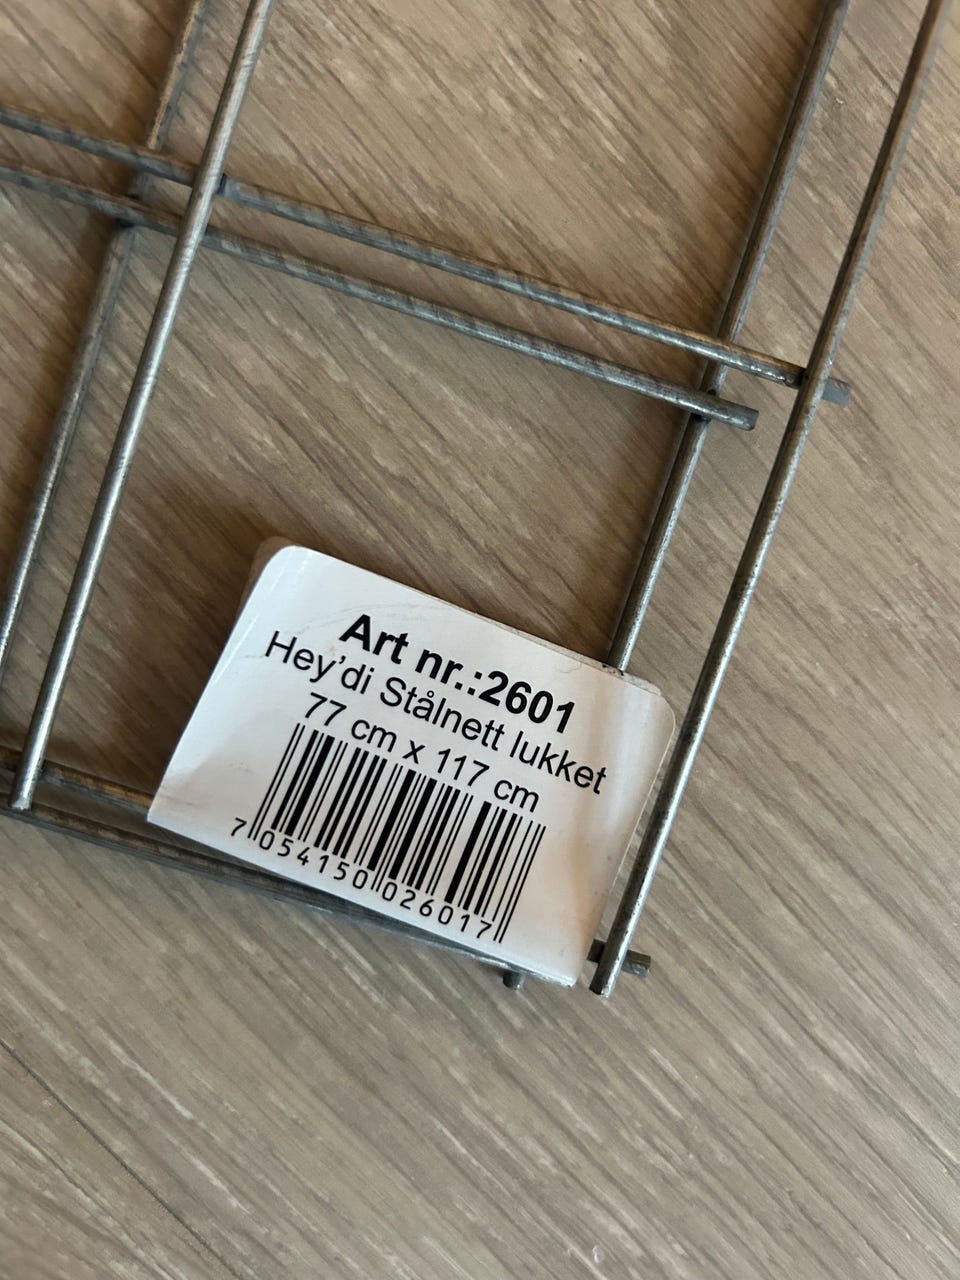 Art nr.:2601
Hey’di Stålnett lukket
77 cm x 117 cm
7 054150 026017